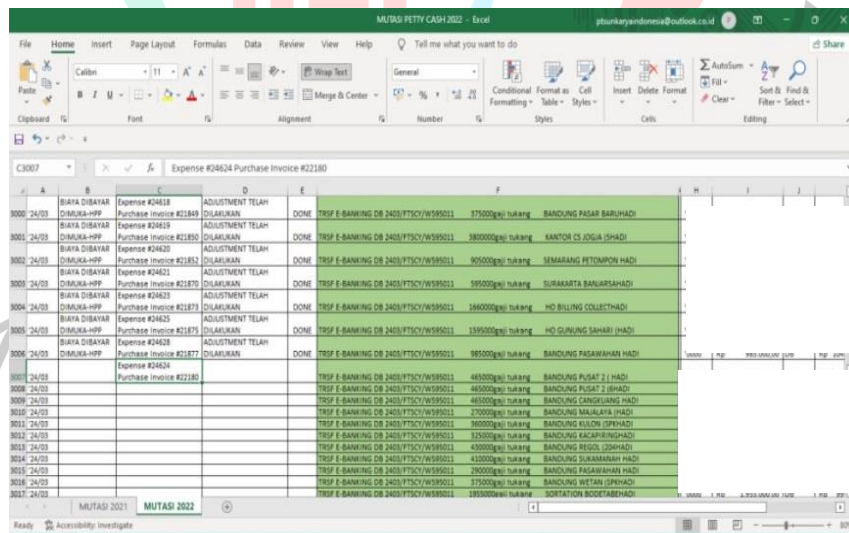 MUTASI PETTY CASH 2022 - Excel
ptsunkaryaindonesia@outlook.co.id
File Home Insert Page Layout Formulas Data Review View Help Tell me what you want to do Share
Calibri 11 Wrap Text General AutoSum
Paste B I U Merge & Center Conditional Formatting Format as Table Cell Styles Insert Delete Format Fill Clear Sort & Filter Find & Select
Clipboard Font Alignment Number Styles Cells Editing
C3007 fx Expense #24624 Purchase Invoice #22180
A B C D E F H I J
3000 '24/03 BIAYA DIBAYAR DIMUKA-HPP Expense #24618 Purchase Invoice #21849 ADJUSTMENT TELAH DILAKUKAN DONE TRSF E-BANKING DB 2403/FTSCY/WS95011 375000gaji tukang BANDUNG PASAR BARUHADI
3001 '24/03 BIAYA DIBAYAR DIMUKA-HPP Expense #24619 Purchase Invoice #21850 ADJUSTMENT TELAH DILAKUKAN DONE TRSF E-BANKING DB 2403/FTSCY/WS95011 3800000gaji tukang KANTOR CS JOGJA (SHADI
3002 '24/03 BIAYA DIBAYAR DIMUKA-HPP Expense #24620 Purchase Invoice #21852 ADJUSTMENT TELAH DILAKUKAN DONE TRSF E-BANKING DB 2403/FTSCY/WS95011 905000gaji tukang SEMARANG PETOMPON HADI
3003 '24/03 BIAYA DIBAYAR DIMUKA-HPP Expense #24621 Purchase Invoice #21870 ADJUSTMENT TELAH DILAKUKAN DONE TRSF E-BANKING DB 2403/FTSCY/WS95011 595000gaji tukang SURAKARTA BANJARSAHADI
3004 '24/03 BIAYA DIBAYAR DIMUKA-HPP Expense #24623 Purchase Invoice #21873 ADJUSTMENT TELAH DILAKUKAN DONE TRSF E-BANKING DB 2403/FTSCY/WS95011 1660000gaji tukang HO BILLING COLLECTHADI
3005 '24/03 BIAYA DIBAYAR DIMUKA-HPP Expense #24625 Purchase Invoice #21875 ADJUSTMENT TELAH DILAKUKAN DONE TRSF E-BANKING DB 2403/FTSCY/WS95011 1595000gaji tukang HO GUNUNG SAHARI (HADI
3006 '24/03 BIAYA DIBAYAR DIMUKA-HPP Expense #24628 Purchase Invoice #21877 ADJUSTMENT TELAH DILAKUKAN DONE TRSF E-BANKING DB 2403/FTSCY/WS95011 985000gaji tukang BANDUNG PASAWAHAN HADI
3007 '24/03 Expense #24624 Purchase Invoice #22180 TRSF E-BANKING DB 2403/FTSCY/WS95011 465000gaji tukang BANDUNG PUSAT 2 ( HADI
3008 '24/03 TRSF E-BANKING DB 2403/FTSCY/WS95011 465000gaji tukang BANDUNG PUSAT 2 (6HADI
3009 '24/03 TRSF E-BANKING DB 2403/FTSCY/WS95011 465000gaji tukang BANDUNG CANGKUANG HADI
3010 '24/03 TRSF E-BANKING DB 2403/FTSCY/WS95011 270000gaji tukang BANDUNG MAJALAYA (HADI
3011 '24/03 TRSF E-BANKING DB 2403/FTSCY/WS95011 360000gaji tukang BANDUNG KULON (SPKHADI
3012 '24/03 TRSF E-BANKING DB 2403/FTSCY/WS95011 325000gaji tukang BANDUNG KACAPIRINGHADI
3013 '24/03 TRSF E-BANKING DB 2403/FTSCY/WS95011 430000gaji tukang BANDUNG REGOL (204HADI
3014 '24/03 TRSF E-BANKING DB 2403/FTSCY/WS95011 410000gaji tukang BANDUNG SUKAMANAH HADI
3015 '24/03 TRSF E-BANKING DB 2403/FTSCY/WS95011 290000gaji tukang BANDUNG PASAWAHAN HADI
3016 '24/03 TRSF E-BANKING DB 2403/FTSCY/WS95011 375000gaji tukang BANDUNG WETAN (SPKHADI
3017 '24/03 TRSF E-BANKING DB 2403/FTSCY/WS95011 1955000gaji tukang SORTATION BODETABEHADI
MUTASI 2021 MUTASI 2022
Ready Accessibility: Investigate